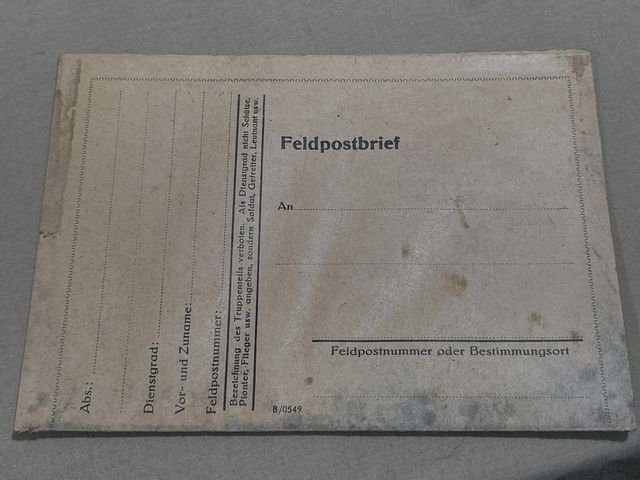 Abs.:
Dienstgrad:
Vor- und Zuname:
Feldpostnummer:
Bezeichnung des Truppenteils verboten. Als Dienstgrad nicht Schütze,
Pionier, Flieger usw. angeben, sondern Soldat, Gefreiter, Leutnant usw.
Feldpostbrief
An
Feldpostnummer oder Bestimmungsort
B/0549